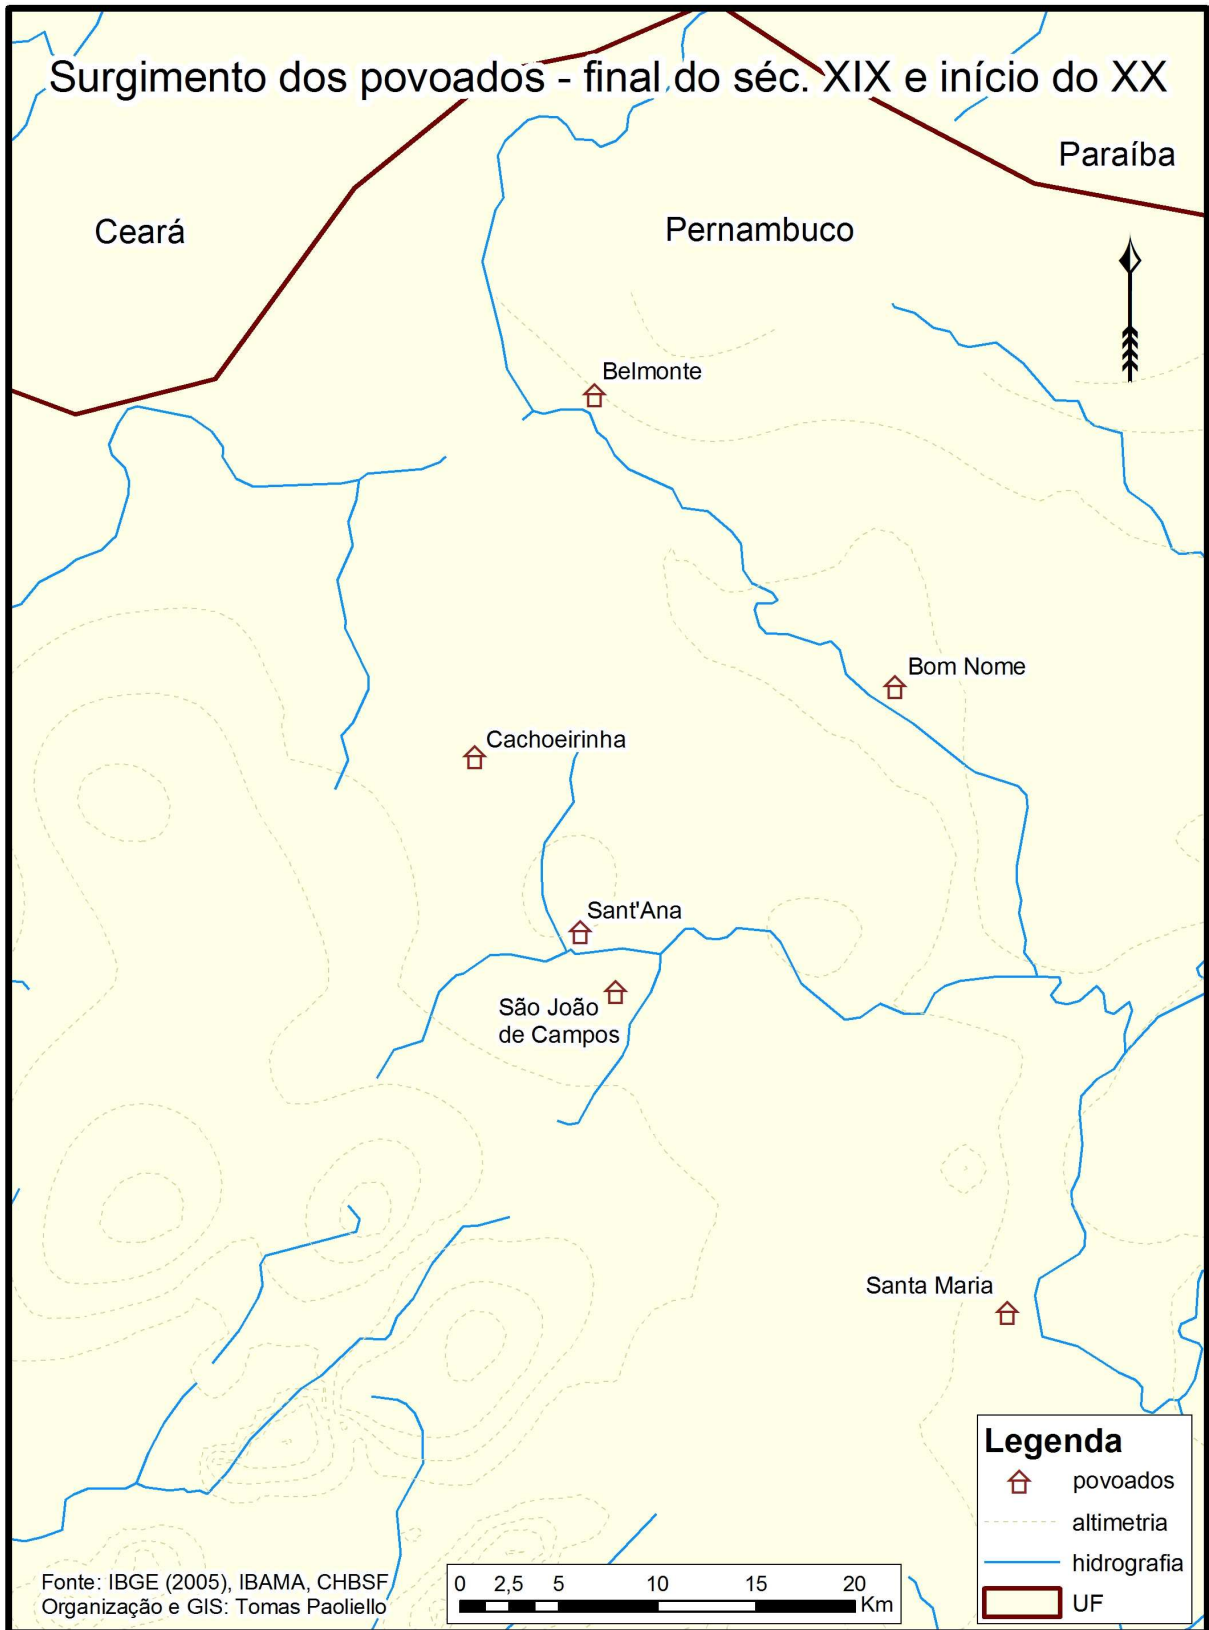 Surgimento dos povoados - final do séc. XIX e início do XX
Paraíba
Ceará
Pernambuco
Belmonte
Bom Nome
Cachoeirinha
Sant'Ana
São João
de Campos
Santa Maria
Legenda
povoados
altimetria
hidrografia
UF
Fonte: IBGE (2005), IBAMA, CHBSF
Organização e GIS: Tomas Paoliello
0 2,5 5 10 15 20
Km